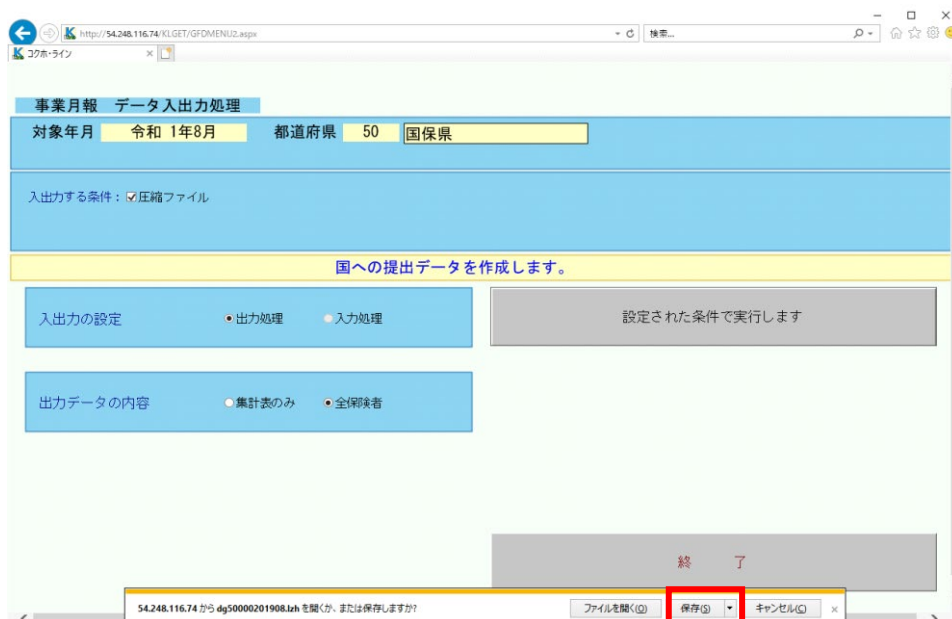 http://54.248.116.74/KLGET/GFDMENU2.aspx
検索...
コクホ・ライン
事業月報 データ入出力処理
対象年月 令和 1年8月 都道府県 50 国保県
入出力する条件： 圧縮ファイル
国への提出データを作成します。
入出力の設定 出力処理 入力処理 設定された条件で実行します
出力データの内容 集計表のみ 全保険者
終 了
54.248.116.74 から dg50000201908.lzh を開くか、または保存しますか?
ファイルを開く(O) 保存(S) キャンセル(C)